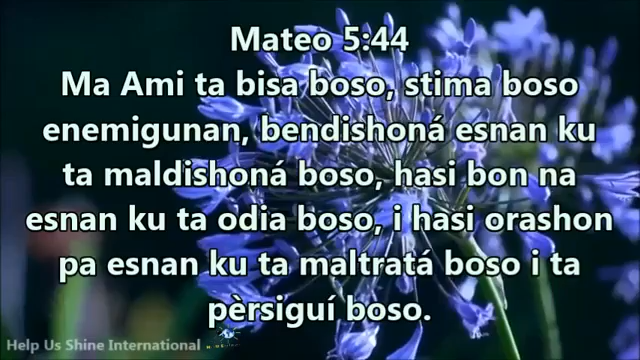 Mateo 5:44
Ma Ami ta bisa boso, stima boso
enemigunan, bendishoná esnan ku
ta maldishoná boso, hasi bon na
esnan ku ta odia boso, i hasi orashon
pa esnan ku ta maltratá boso i ta
pèrsiguí boso.
Help Us Shine International